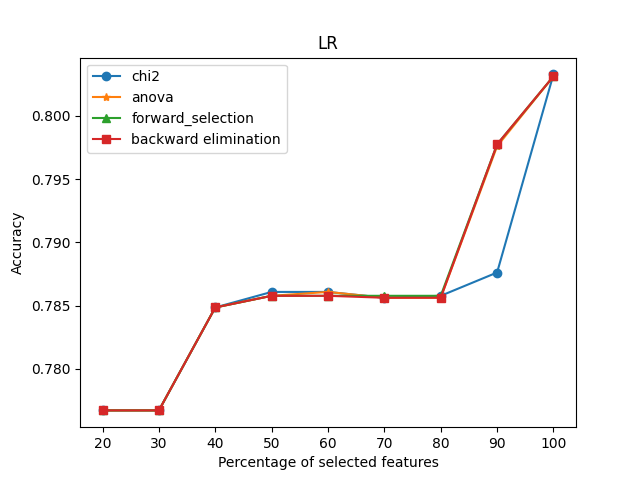 LR
chi2
anova
forward_selection
backward elimination
0.800
0.795
0.790
0.785
0.780
Accuracy
20 30 40 50 60 70 80 90 100
Percentage of selected features